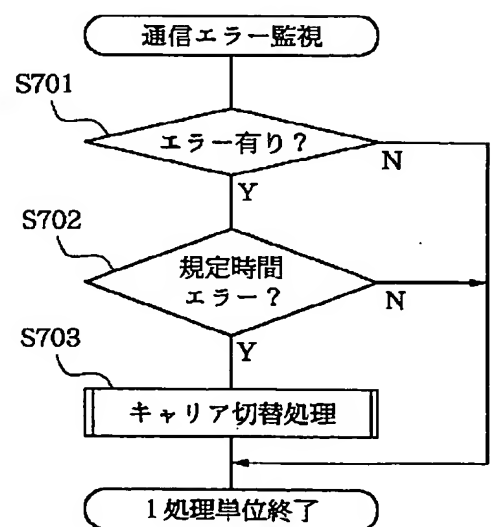 通信エラー監視
S701
エラー有り？
N
Y
S702
規定時間
エラー？
N
Y
S703
キャリア切替処理
1処理単位終了